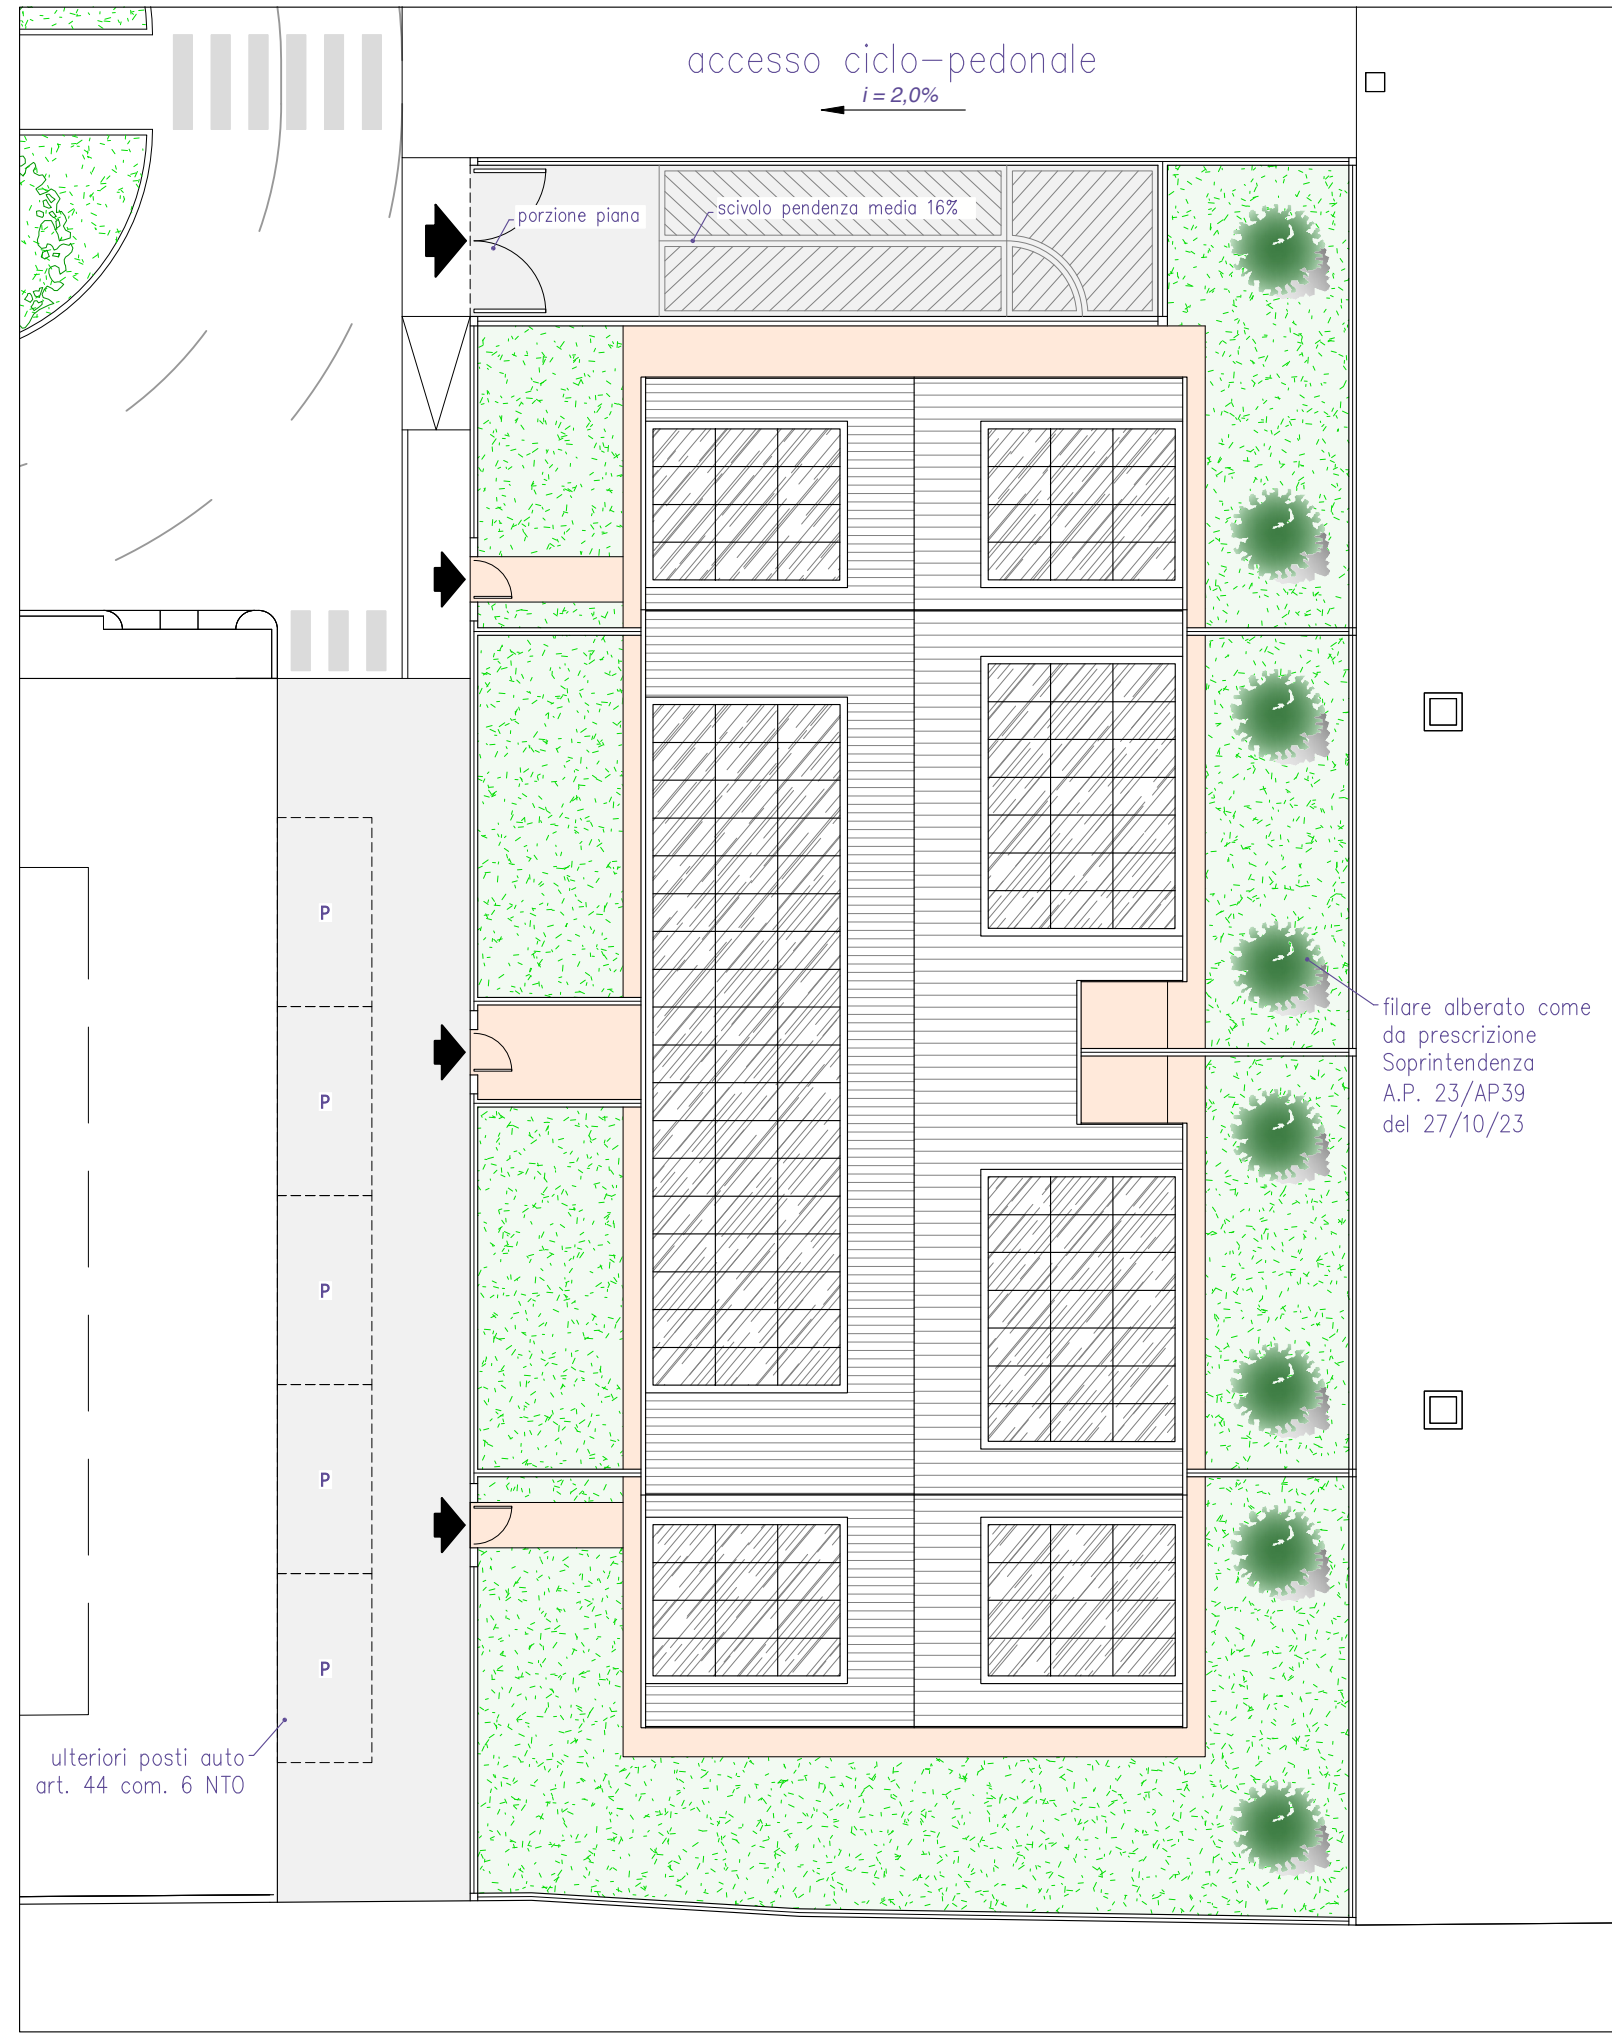 accesso ciclo-pedonale
i = 2,0%
porzione piana
scivolo pendenza media 16%
P
P
P
P
P
filare alberato come
da prescrizione
Soprintendenza
A.P. 23/AP39
del 27/10/23
ulteriori posti auto
art. 44 com. 6 NTO